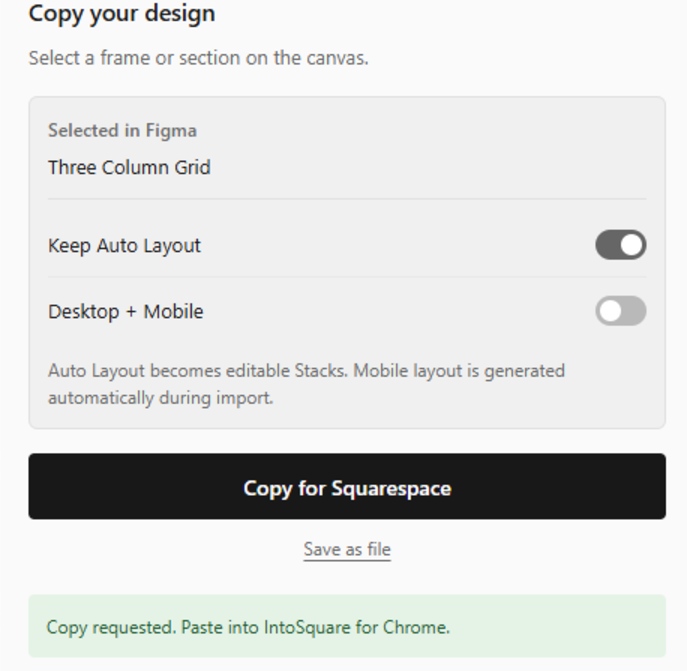 Copy your design
Select a frame or section on the canvas.
Selected in Figma
Three Column Grid
Keep Auto Layout
Desktop + Mobile
Auto Layout becomes editable Stacks. Mobile layout is generated
automatically during import.
Copy for Squarespace
Save as file
Copy requested. Paste into IntoSquare for Chrome.